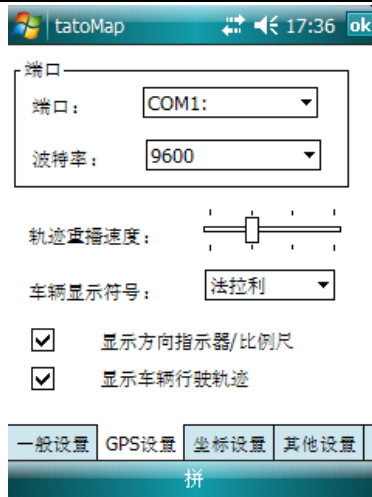 tatoMap 17:36 ok
端口
端口： COM1:
波特率： 9600
轨迹重播速度：
车辆显示符号： 法拉利
显示方向指示器/比例尺
显示车辆行驶轨迹
一般设置 GPS设置 坐标设置 其他设置
拼